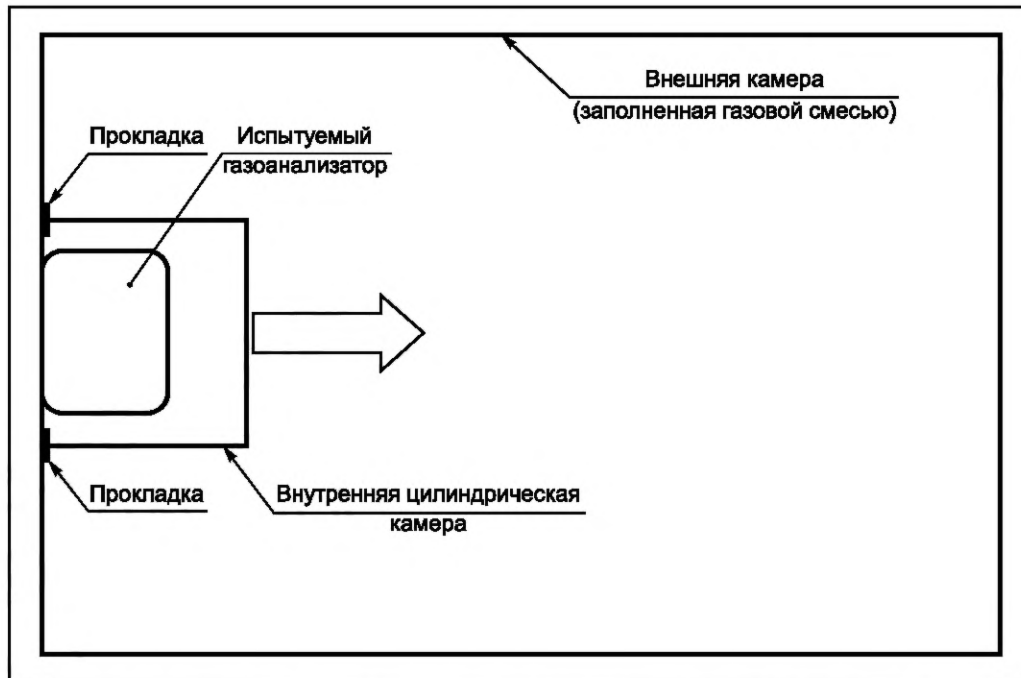 Внешняя камера
(заполненная газовой смесью)
Прокладка
Испытуемый
газоанализатор
Прокладка
Внутренняя цилиндрическая
камера